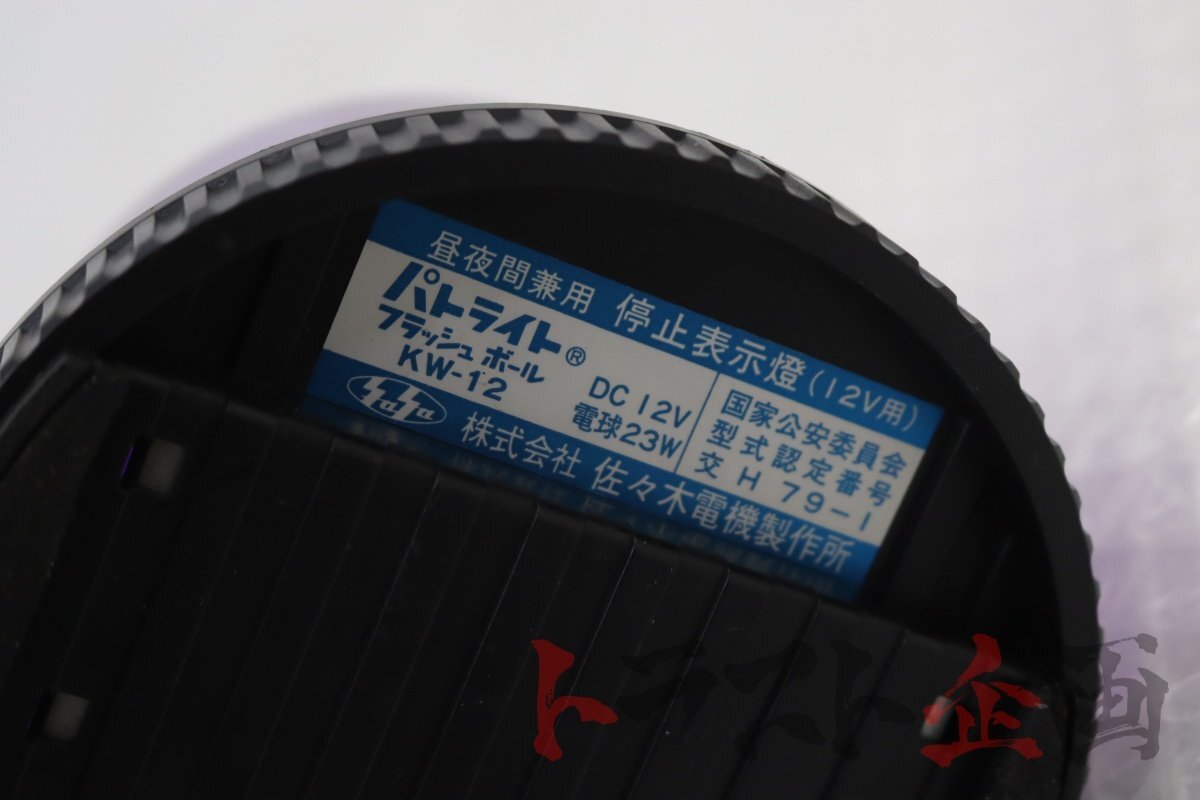 昼夜間兼用 停止表示燈(12V用)
パトライト®
フラッシュボール
KW-12
DC 12V
電球23W
国家公安委員会
型式認定番号
交 H 79-1
株式会社 佐々木電機製作所
トラスト企画